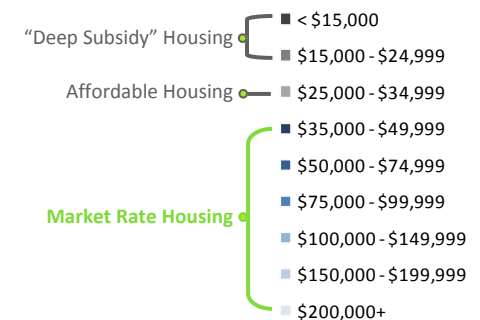 < $15,000
"Deep Subsidy" Housing
$15,000 - $24,999
Affordable Housing
$25,000 - $34,999
$35,000 - $49,999
$50,000 - $74,999
$75,000 - $99,999
Market Rate Housing
$100,000 - $149,999
$150,000 - $199,999
$200,000+